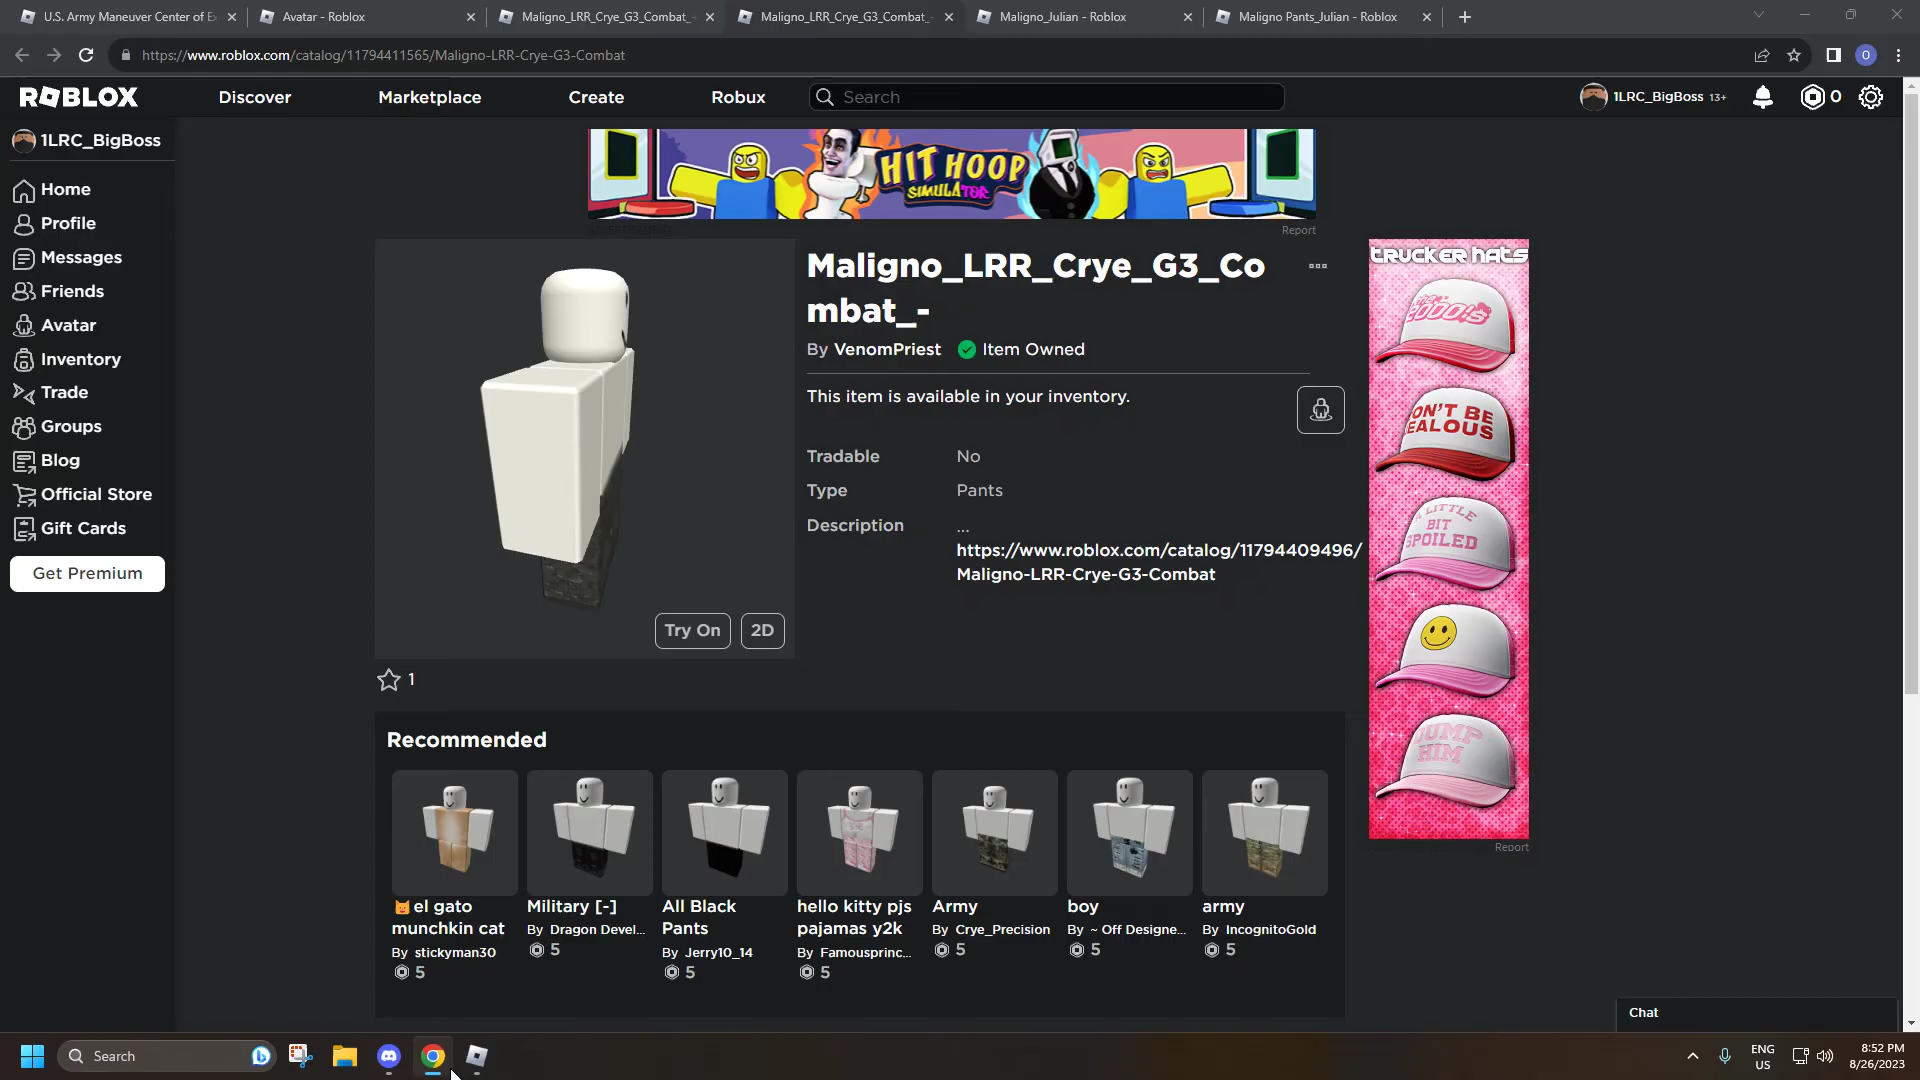 U.S. Army Maneuver Center of E
Avatar - Roblox
Maligno_LRR_Crye_G3_Combat_-
Maligno_LRR_Crye_G3_Combat_-
Maligno_Julian - Roblox
Maligno Pants_Julian - Roblox
https://www.roblox.com/catalog/11794411565/Maligno-LRR-Crye-G3-Combat
O
ROBLOX
Discover
Marketplace
Create
Robux
Search
1LRC_BigBoss 13+
0
1LRC_BigBoss
Home
Profile
Messages
Friends
Avatar
Inventory
Trade
Groups
Blog
Official Store
Gift Cards
Get Premium
HIT HOOP
SIMULATOR
ADVERTISEMENT
Report
Maligno_LRR_Crye_G3_Co
mbat_-
By VenomPriest
Item Owned
This item is available in your inventory.
Tradable
No
Type
Pants
Description
...
https://www.roblox.com/catalog/11794409496/
Maligno-LRR-Crye-G3-Combat
Try On
2D
1
TRUCKER HATS
2000!s
DON'T BE
JEALOUS
A LITTLE
BIT
SPOILED
DUMP
HIM
Report
Recommended
el gato
munchkin cat
By stickyman30
5
Military [-]
By Dragon Devel...
5
All Black
Pants
By Jerry10_14
5
hello kitty pjs
pajamas y2k
By Famousprinc...
5
Army
By Crye_Precision
5
boy
By ~ Off Designe...
5
army
By IncognitoGold
5
Chat
Search
ENG
US
8:52 PM
8/26/2023